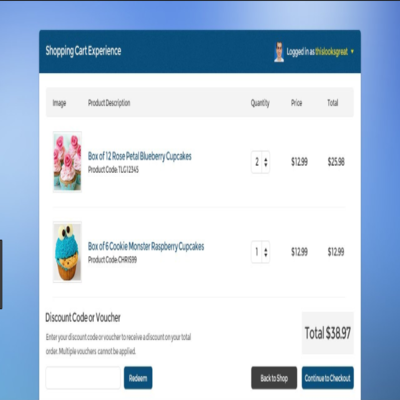 Shopping Cart Experience
Logged in as thislooksgreat
Image Product Description Quantity Price Total
Box of 12 Rose Petal Blueberry Cupcakes
Product Code: TLG12345
2 $12.99 $25.98
Box of 6 Cookie Monster Raspberry Cupcakes
Product Code: CHRIS99
1 $12.99 $12.99
Discount Code or Voucher
Enter your discount code or voucher to receive a discount on your total
order. Multiple vouchers cannot be applied.
Total $38.97
Redeem Back to Shop Continue to Checkout